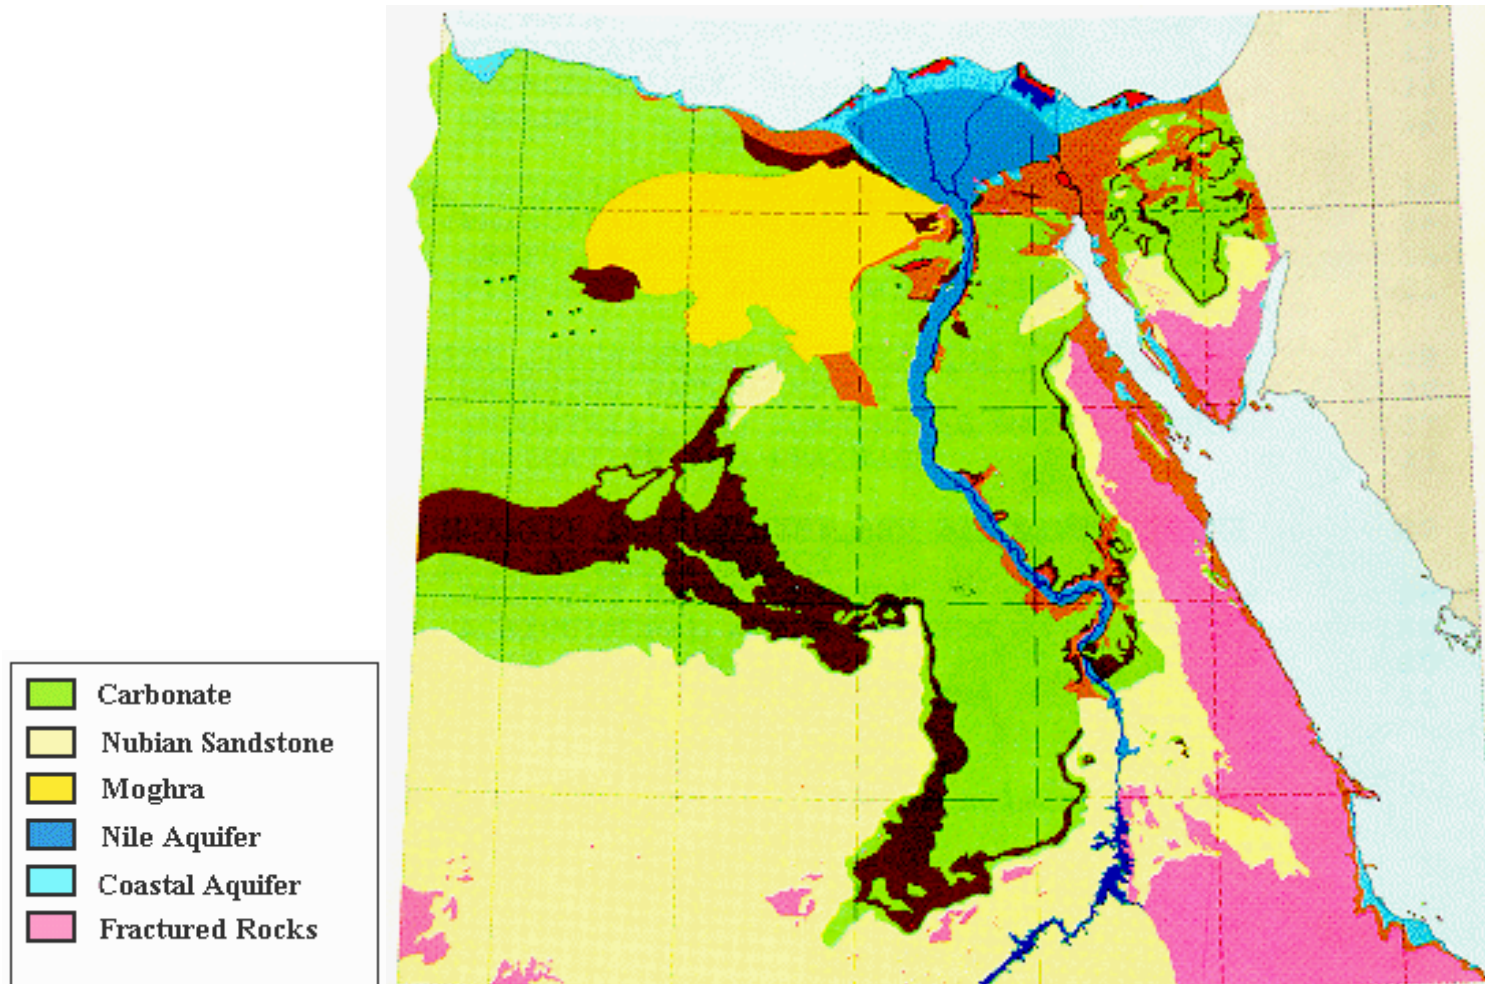 Carbonate
Nubian Sandstone
Moghra
Nile Aquifer
Coastal Aquifer
Fractured Rocks